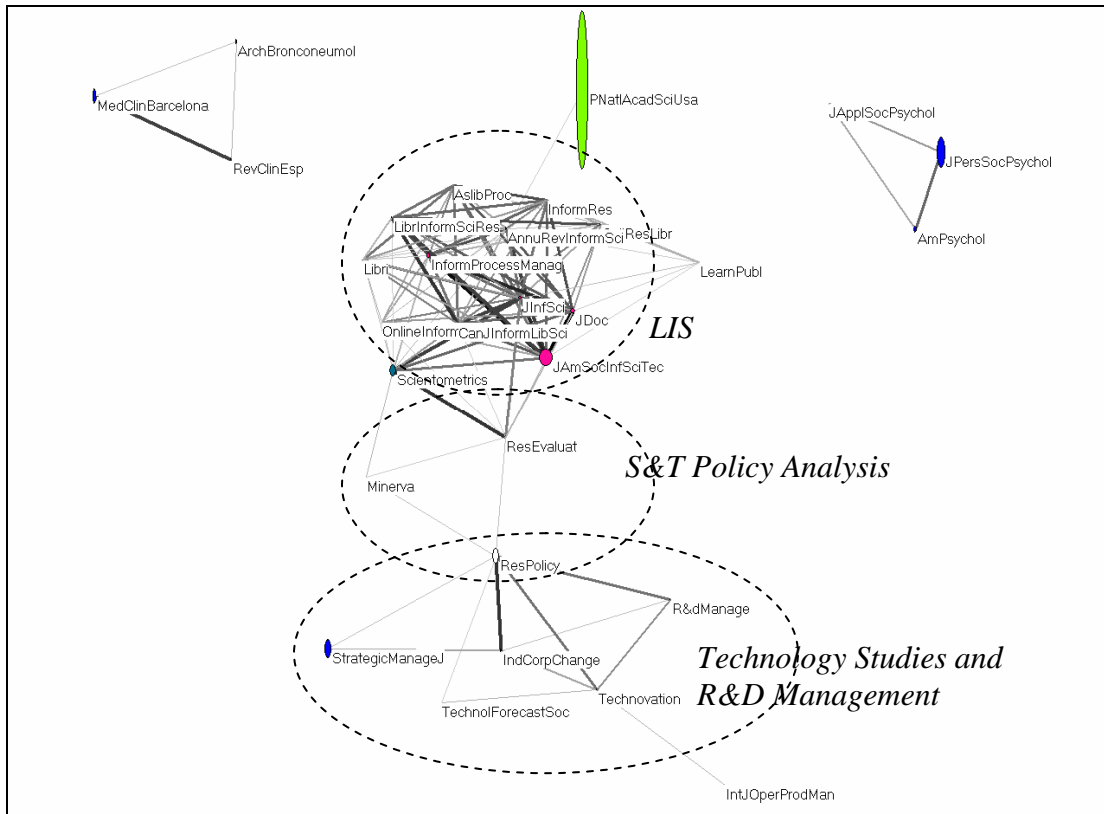 ArchBronconeumol
MedClinBarcelona
RevClinEsp
PNatlAcadSciUsa
JApplSocPsychol
JPersSocPsychol
AmPsychol
AslibProc
InformRes
LibrInformSciRes
AnnuRevInformSci
ResLibr
Libri
InformProcessManag
LearnPubl
JInfSci
JDoc
OnlineInform
CanJInformLibSci
LIS
Scientometrics
JAmSocInfSciTec
ResEvaluat
S&T Policy Analysis
Minerva
ResPolicy
R&dManage
StrategicManageJ
IndCorpChange
Technology Studies and
R&D Management
TechnolForecastSoc
Technovation
IntJOperProdMan